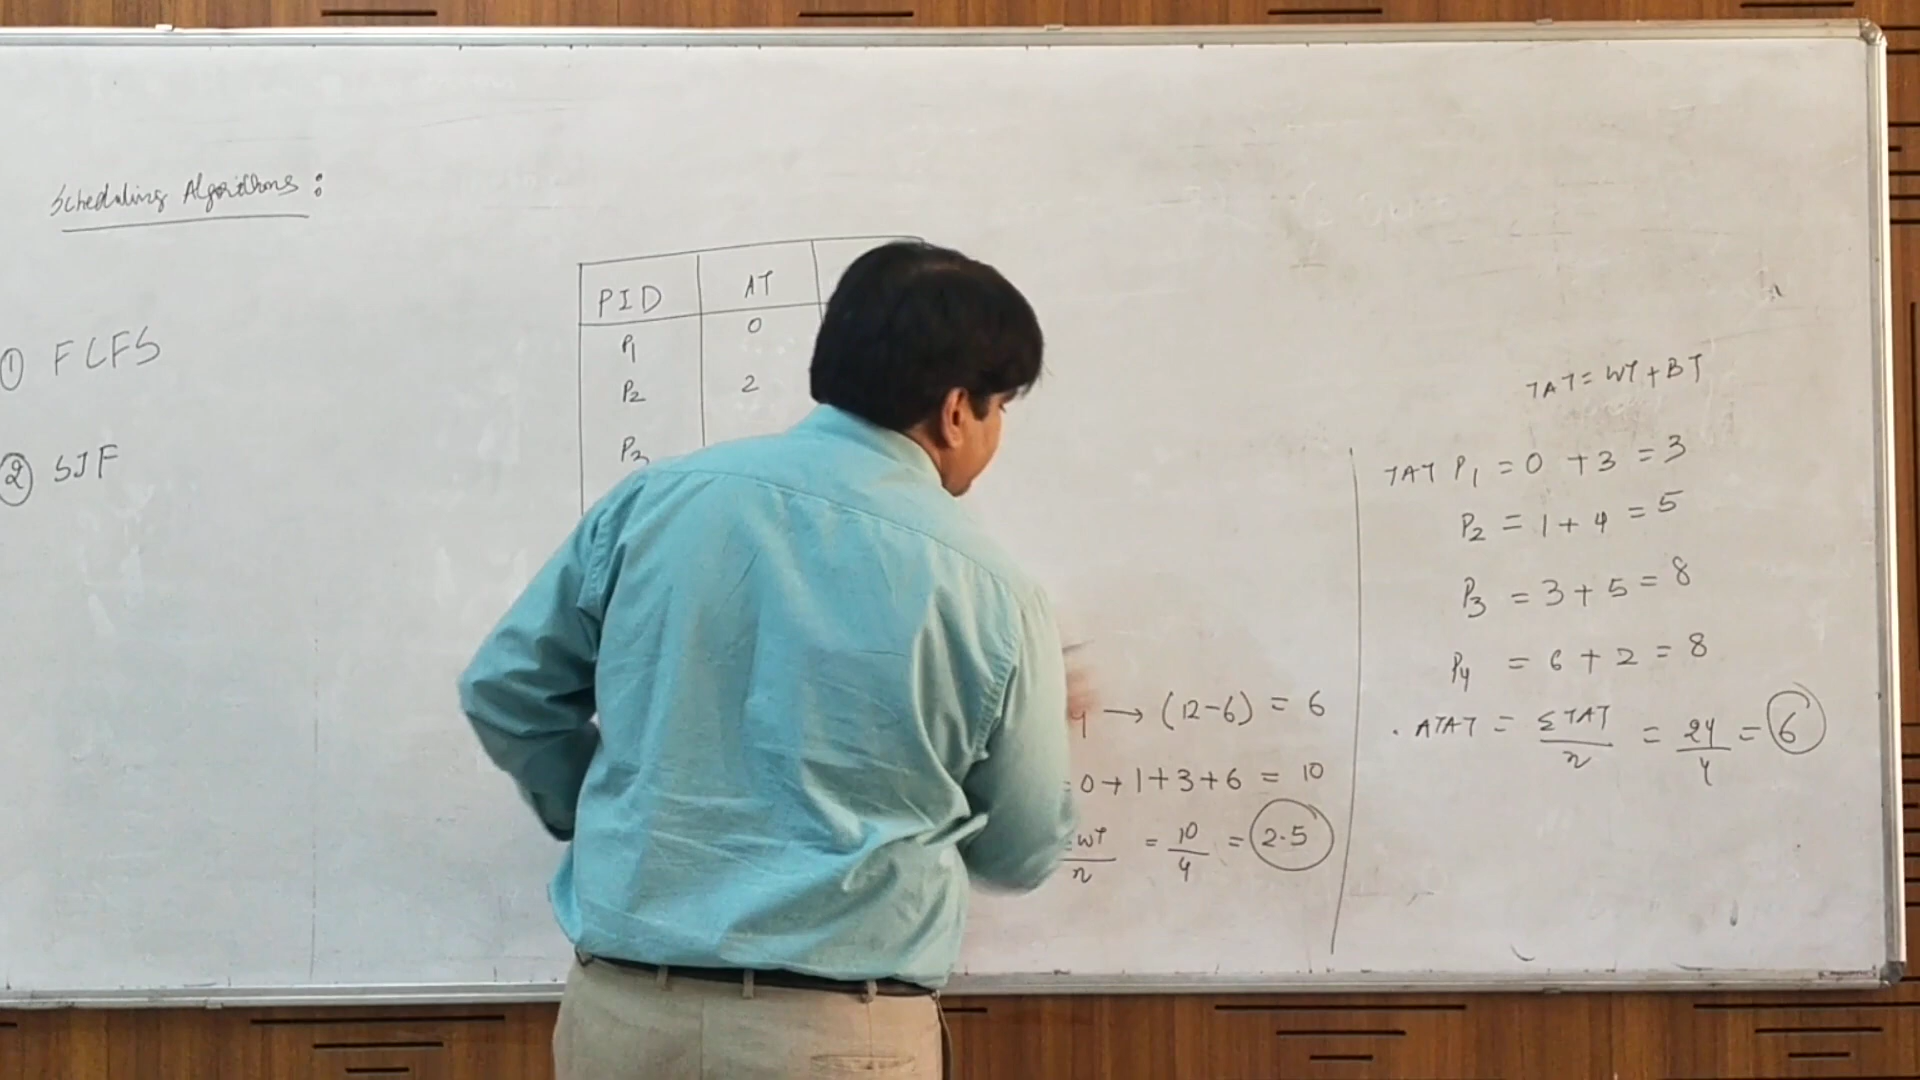 Scheduling Algorithms :
① FCFS
② SJF
PID AT
P1 0
P2 2
P3
4 → (12-6) = 6
= 0 + 1 + 3 + 6 = 10
WT / n = 10 / 4 = 2.5
TAT = WT + BT
TAT P1 = 0 + 3 = 3
P2 = 1 + 4 = 5
P3 = 3 + 5 = 8
P4 = 6 + 2 = 8
. ATAT = ΣTAT / n = 24 / 4 = 6